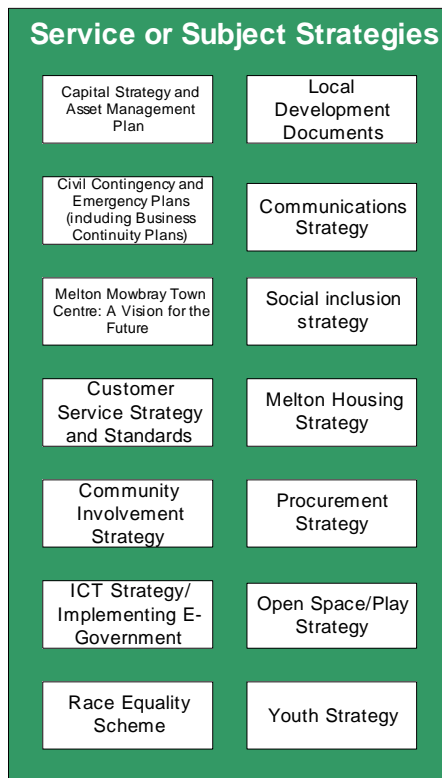 Service or Subject Strategies
Capital Strategy and
Asset Management
Plan
Local
Development
Documents
Civil Contingency and
Emergency Plans
(including Business
Continuity Plans)
Communications
Strategy
Melton Mowbray Town
Centre: A Vision for the
Future
Social inclusion
strategy
Customer
Service Strategy
and Standards
Melton Housing
Strategy
Community
Involvement
Strategy
Procurement
Strategy
ICT Strategy/
Implementing E-
Government
Open Space/Play
Strategy
Race Equality
Scheme
Youth Strategy